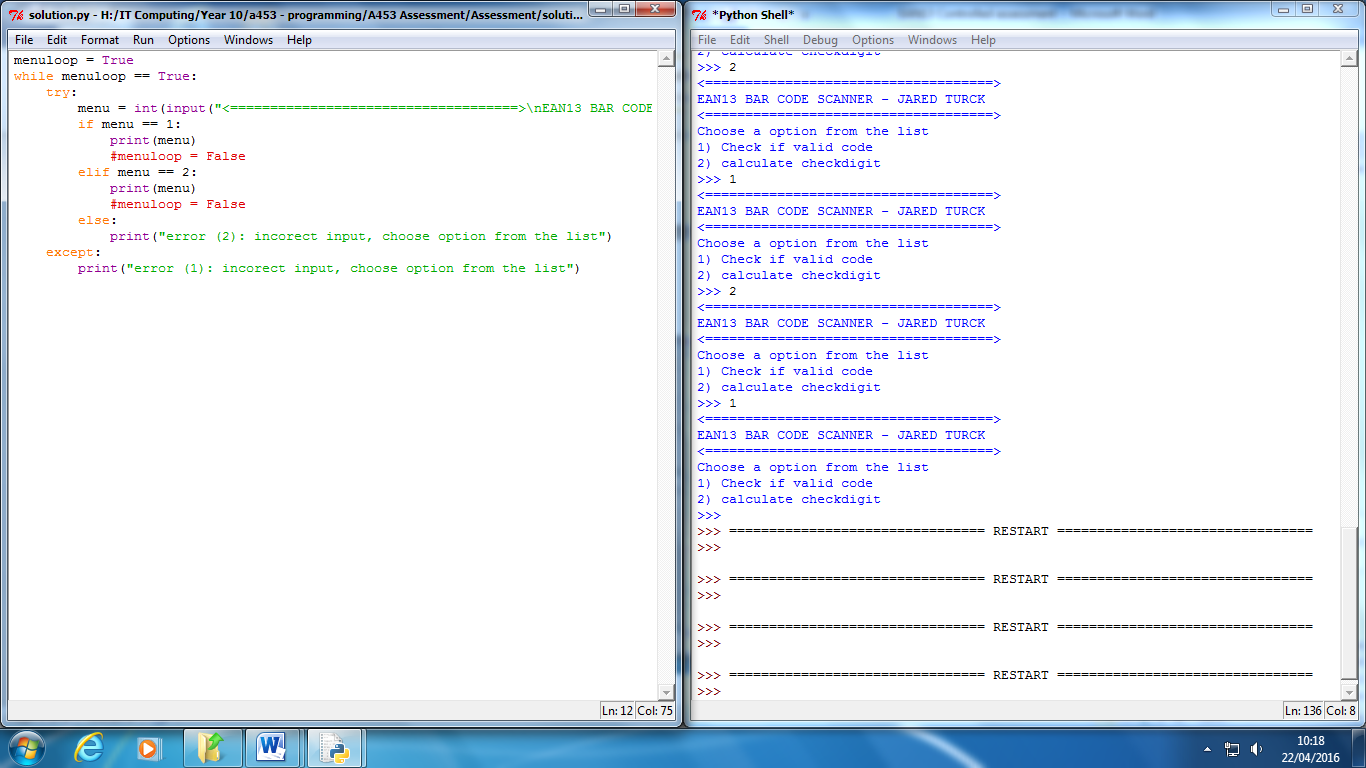 solution.py - H:/IT Computing/Year 10/a453 - programming/A453 Assessment/Assessment/soluti...
File Edit Format Run Options Windows Help
menuloop = True
while menuloop == True:
    try:
        menu = int(input("<====================================>\nEAN13 BAR CODE
        if menu == 1:
            print(menu)
            #menuloop = False
        elif menu == 2:
            print(menu)
            #menuloop = False
        else:
            print("error (2): incorect input, choose option from the list")
    except:
        print("error (1): incorect input, choose option from the list")
Ln: 12 Col: 75
*Python Shell*
File Edit Shell Debug Options Windows Help
2) calculate checkdigit
>>> 2
<====================================>
EAN13 BAR CODE SCANNER - JARED TURCK
<====================================>
Choose a option from the list
1) Check if valid code
2) calculate checkdigit
>>> 1
<====================================>
EAN13 BAR CODE SCANNER - JARED TURCK
<====================================>
Choose a option from the list
1) Check if valid code
2) calculate checkdigit
>>> 2
<====================================>
EAN13 BAR CODE SCANNER - JARED TURCK
<====================================>
Choose a option from the list
1) Check if valid code
2) calculate checkdigit
>>> 1
<====================================>
EAN13 BAR CODE SCANNER - JARED TURCK
<====================================>
Choose a option from the list
1) Check if valid code
2) calculate checkdigit
>>>
>>> ================================ RESTART ================================
>>>
>>> ================================ RESTART ================================
>>>
>>> ================================ RESTART ================================
>>>
>>> ================================ RESTART ================================
>>>
Ln: 136 Col: 8
10:18
22/04/2016